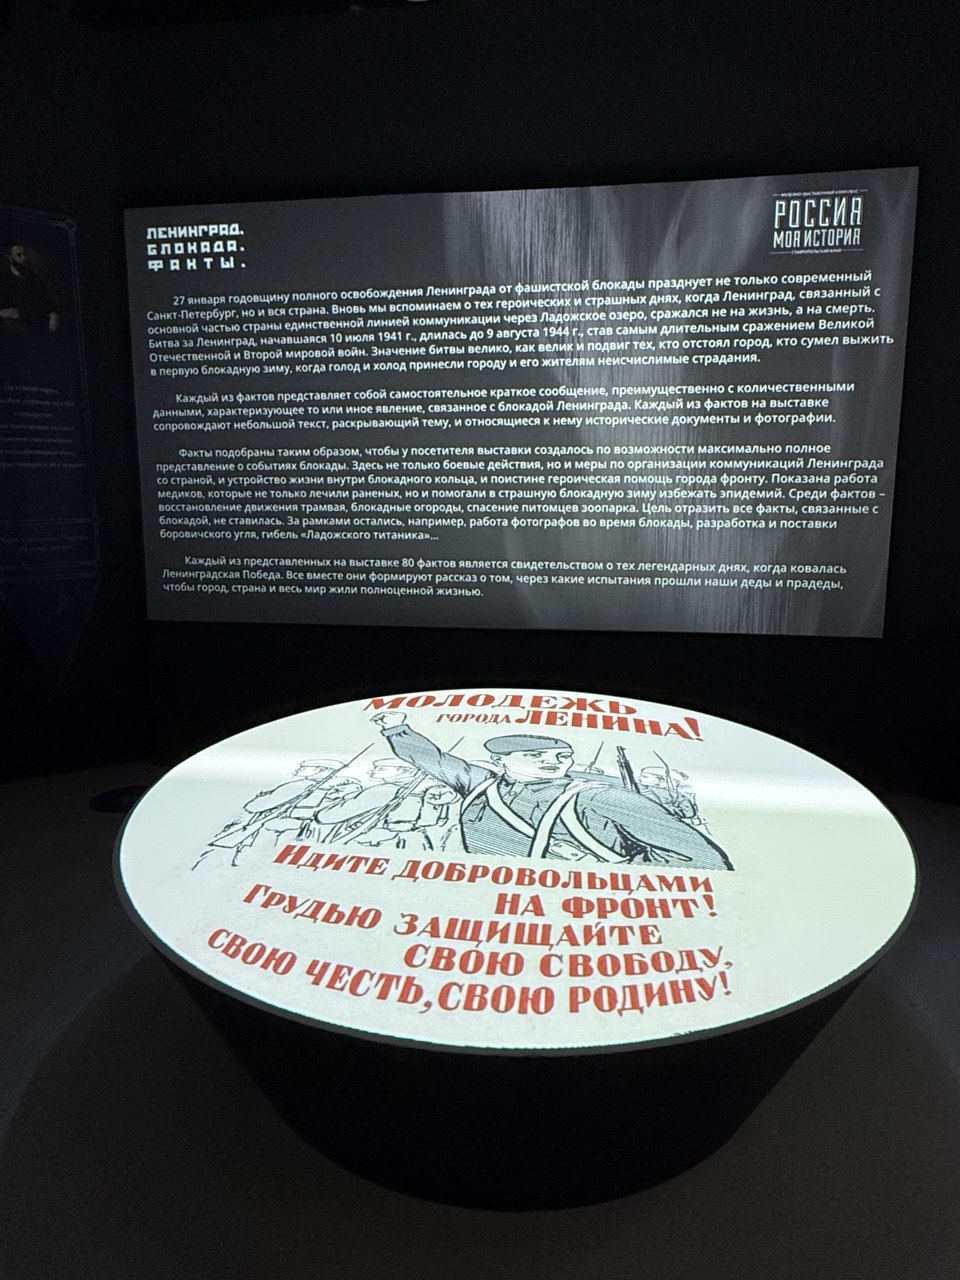 ЛЕНИНГРАД.
БЛОКАДА.
ФАКТЫ.
МУЗЕЙНО-ВЫСТАВОЧНЫЙ КОМПЛЕКС
РОССИЯ
МОЯ ИСТОРИЯ
СТАВРОПОЛЬСКИЙ КРАЙ
27 января годовщину полного освобождения Ленинграда от фашистской блокады празднует не только современный
Санкт-Петербург, но и вся страна. Вновь мы вспоминаем о тех героических и страшных днях, когда Ленинград, связанный с
основной частью страны единственной линией коммуникации через Ладожское озеро, сражался не на жизнь, а на смерть.
Битва за Ленинград, начавшаяся 10 июля 1941 г., длилась до 9 августа 1944 г., став самым длительным сражением Великой
Отечественной и Второй мировой войн. Значение битвы велико, как велик и подвиг тех, кто отстоял город, кто сумел выжить
в первую блокадную зиму, когда голод и холод принесли городу и его жителям неисчислимые страдания.
Каждый из фактов представляет собой самостоятельное краткое сообщение, преимущественно с количественными
данными, характеризующее то или иное явление, связанное с блокадой Ленинграда. Каждый из фактов на выставке
сопровождают небольшой текст, раскрывающий тему, и относящиеся к нему исторические документы и фотографии.
Факты подобраны таким образом, чтобы у посетителя выставки создалось по возможности максимально полное
представление о событиях блокады. Здесь не только боевые действия, но и меры по организации коммуникаций Ленинграда
со страной, и устройство жизни внутри блокадного кольца, и поистине героическая помощь города фронту. Показана работа
медиков, которые не только лечили раненых, но и помогали в страшную блокадную зиму избежать эпидемий. Среди фактов –
восстановление движения трамвая, блокадные огороды, спасение питомцев зоопарка. Цель отразить все факты, связанные с
блокадой, не ставилась. За рамками остались, например, работа фотографов во время блокады, разработка и поставки
боровичского угля, гибель «Ладожского титаника»...
Каждый из представленных на выставке 80 фактов является свидетельством о тех легендарных днях, когда ковалась
Ленинградская Победа. Все вместе они формируют рассказ о том, через какие испытания прошли наши деды и прадеды,
чтобы город, страна и весь мир жили полноценной жизнью.
МОЛОДЕЖЬ
ГОРОДА ЛЕНИНА!
ИДИТЕ ДОБРОВОЛЬЦАМИ
НА ФРОНТ!
ГРУДЬЮ ЗАЩИЩАЙТЕ
СВОЮ СВОБОДУ,
СВОЮ ЧЕСТЬ, СВОЮ РОДИНУ!